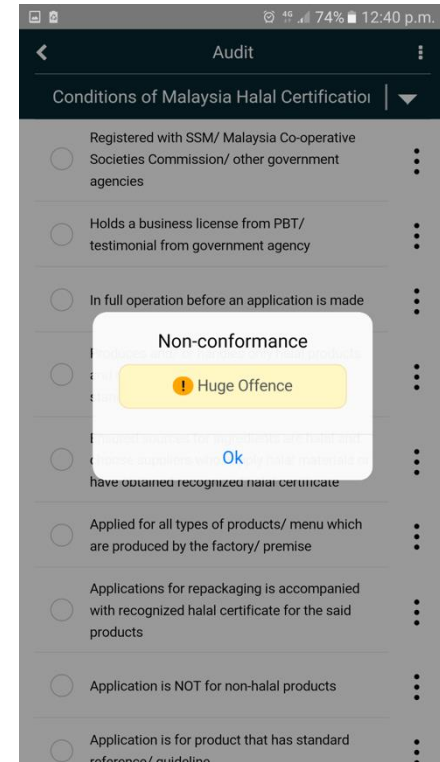 4G 74% 12:40 p.m.
Audit
Conditions of Malaysia Halal Certification
Registered with SSM/ Malaysia Co-operative
Societies Commission/ other government
agencies
Holds a business license from PBT/
testimonial from government agency
In full operation before an application is made
Non-conformance
! Huge Offence
Ok
have obtained recognized halal certificate
Applied for all types of products/ menu which
are produced by the factory/ premise
Applications for repackaging is accompanied
with recognized halal certificate for the said
products
Application is NOT for non-halal products
Application is for product that has standard
reference/ guideline